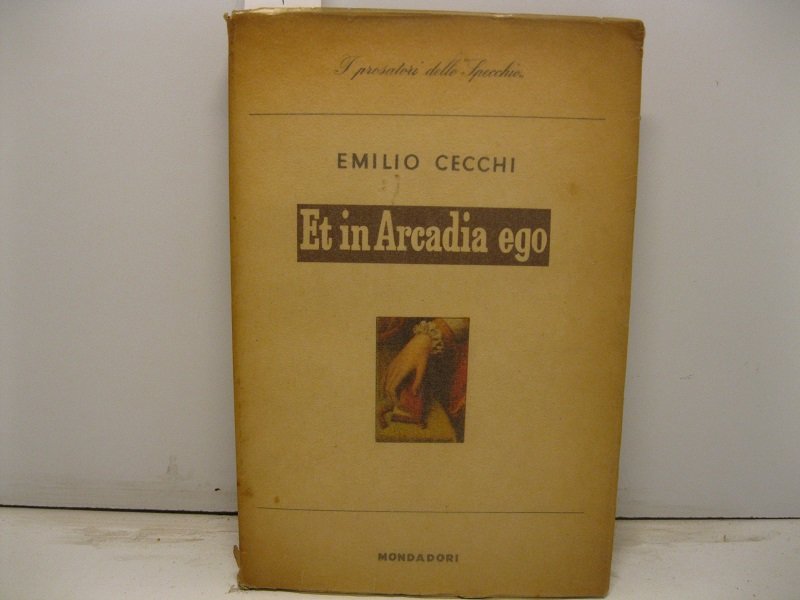 I prosatori dello "Specchio"
EMILIO CECCHI
Et in Arcadia ego
MONDADORI